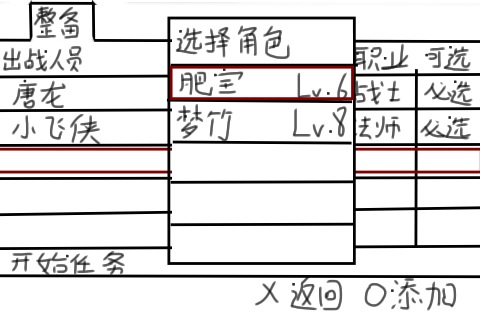 整备
选择角色
出战人员 职业 可选
肥宝 Lv.6
唐龙 战士 必选
梦竹 Lv.8
小飞侠 法师 必选
开始任务
X返回 O添加